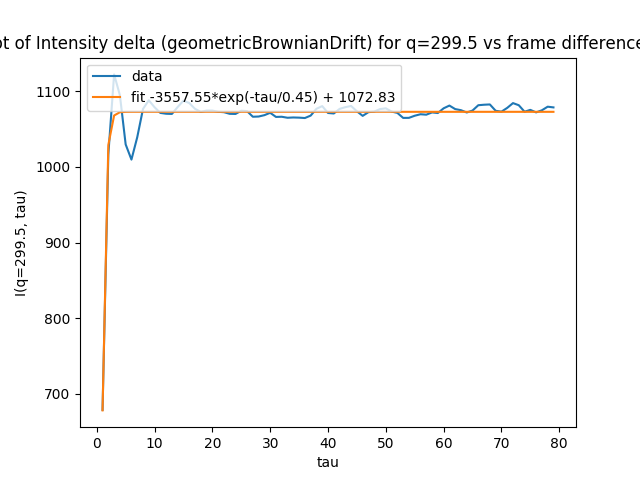 of Intensity delta (geometricBrownianDrift) for q=299.5 vs frame difference
data
fit -3557.55*exp(-tau/0.45) + 1072.83
1100
1000
900
800
700
I(q=299.5, tau)
0 10 20 30 40 50 60 70 80
tau